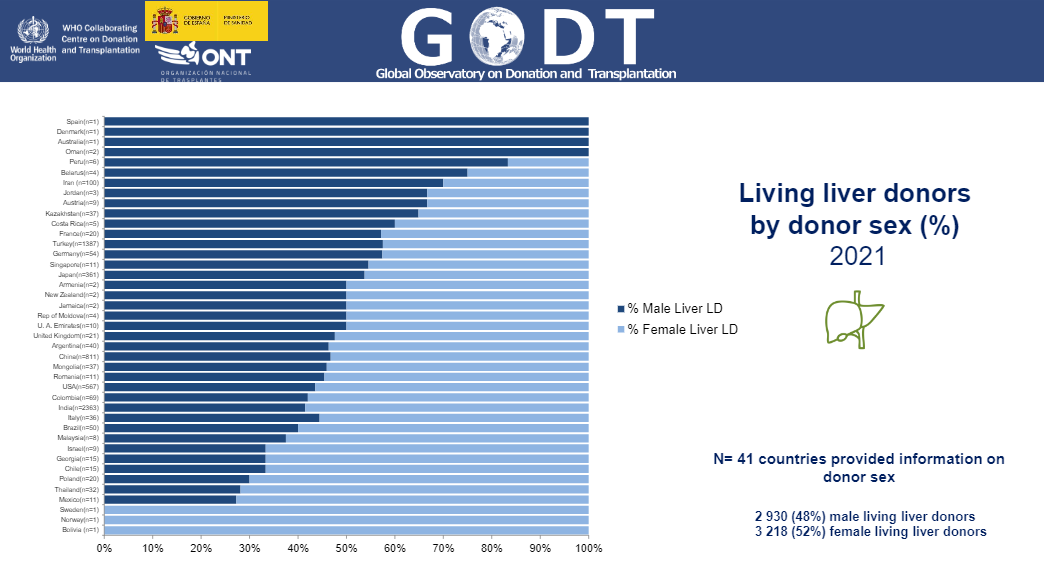 World Health
Organization
WHO Collaborating
Centre on Donation
and Transplantation
GOBIERNO
DE ESPAÑA
MINISTERIO
DE SANIDAD
ONT
ORGANIZACIÓN NACIONAL
DE TRASPLANTES
GODT
Global Observatory on Donation and Transplantation
Spain(n=1)
Denmark(n=1)
Australia(n=1)
Oman(n=2)
Peru(n=6)
Belarus(n=4)
Iran (n=100)
Jordan(n=3)
Austria(n=9)
Kazakhstan(n=37)
Costa Rica(n=5)
France(n=20)
Turkey(n=1387)
Germany(n=54)
Singapore(n=11)
Japan(n=361)
Armenia(n=2)
New Zealand(n=2)
Jamaica(n=2)
Rep of Moldova(n=4)
U. A. Emirates(n=10)
United Kingdom(n=21)
Argentina(n=40)
China(n=811)
Mongolia(n=37)
Romania(n=11)
USA(n=567)
Colombia(n=69)
India(n=2363)
Italy(n=36)
Brazil(n=50)
Malaysia(n=8)
Israel(n=9)
Georgia(n=15)
Chile(n=15)
Poland(n=20)
Thailand(n=32)
Mexico(n=11)
Sweden(n=1)
Norway(n=1)
Bolivia (n=1)
0% 10% 20% 30% 40% 50% 60% 70% 80% 90% 100%
% Male Liver LD
% Female Liver LD
Living liver donors
by donor sex (%)
2021
N= 41 countries provided information on
donor sex
2 930 (48%) male living liver donors
3 218 (52%) female living liver donors